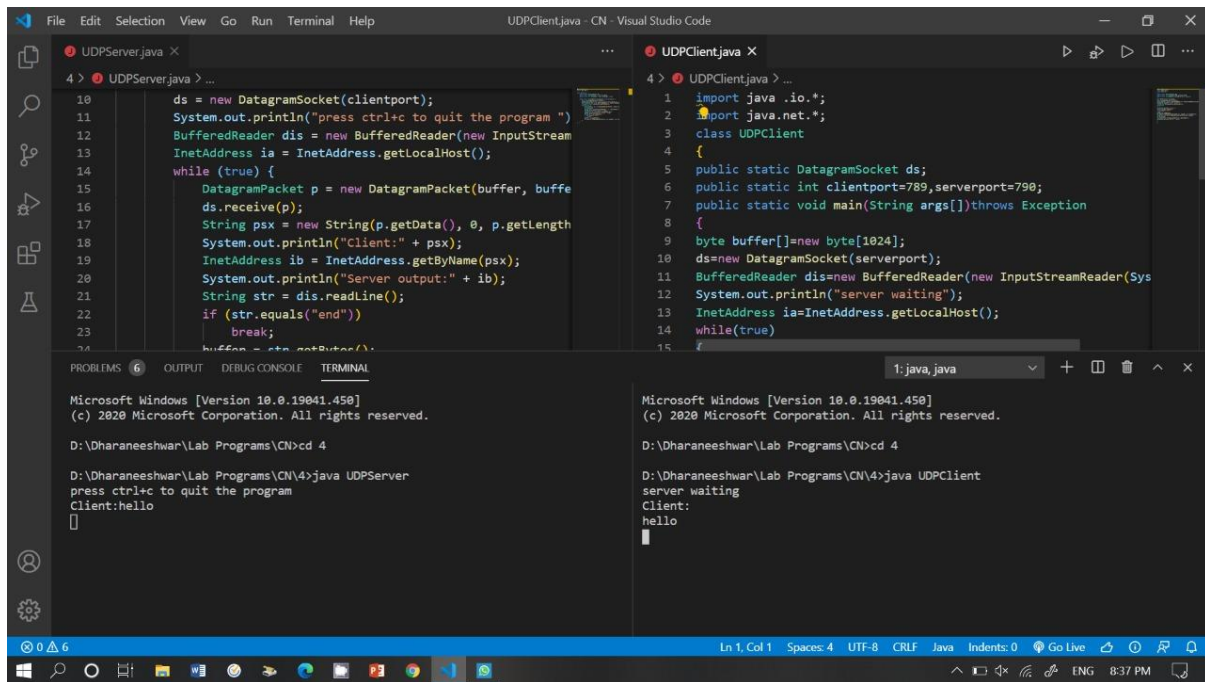 File Edit Selection View Go Run Terminal Help
UDPClient.java - CN - Visual Studio Code
UDPServer.java
4 > UDPServer.java > ...
10 ds = new DatagramSocket(clientport);
11 System.out.println("press ctrl+c to quit the program ")
12 BufferedReader dis = new BufferedReader(new InputStream
13 InetAddress ia = InetAddress.getLocalHost();
14 while (true) {
15 DatagramPacket p = new DatagramPacket(buffer, buffe
16 ds.receive(p);
17 String psx = new String(p.getData(), 0, p.getLength
18 System.out.println("Client:" + psx);
19 InetAddress ib = InetAddress.getByName(psx);
20 System.out.println("Server output:" + ib);
21 String str = dis.readLine();
22 if (str.equals("end"))
23 break;
24 buffer = str.getBytes();
UDPClient.java
4 > UDPClient.java > ...
1 import java .io.*;
2 import java.net.*;
3 class UDPClient
4 {
5 public static DatagramSocket ds;
6 public static int clientport=789,serverport=790;
7 public static void main(String args[])throws Exception
8 {
9 byte buffer[]=new byte[1024];
10 ds=new DatagramSocket(serverport);
11 BufferedReader dis=new BufferedReader(new InputStreamReader(Sys
12 System.out.println("server waiting");
13 InetAddress ia=InetAddress.getLocalHost();
14 while(true)
15 {
PROBLEMS 6 OUTPUT DEBUG CONSOLE TERMINAL
1: java, java
Microsoft Windows [Version 10.0.19041.450]
(c) 2020 Microsoft Corporation. All rights reserved.
D:\Dharaneeshwar\Lab Programs\CN>cd 4
D:\Dharaneeshwar\Lab Programs\CN\4>java UDPServer
press ctrl+c to quit the program
Client:hello
Microsoft Windows [Version 10.0.19041.450]
(c) 2020 Microsoft Corporation. All rights reserved.
D:\Dharaneeshwar\Lab Programs\CN>cd 4
D:\Dharaneeshwar\Lab Programs\CN\4>java UDPClient
server waiting
Client:
hello
0 6
Ln 1, Col 1 Spaces: 4 UTF-8 CRLF Java Indents: 0 Go Live
ENG 8:37 PM